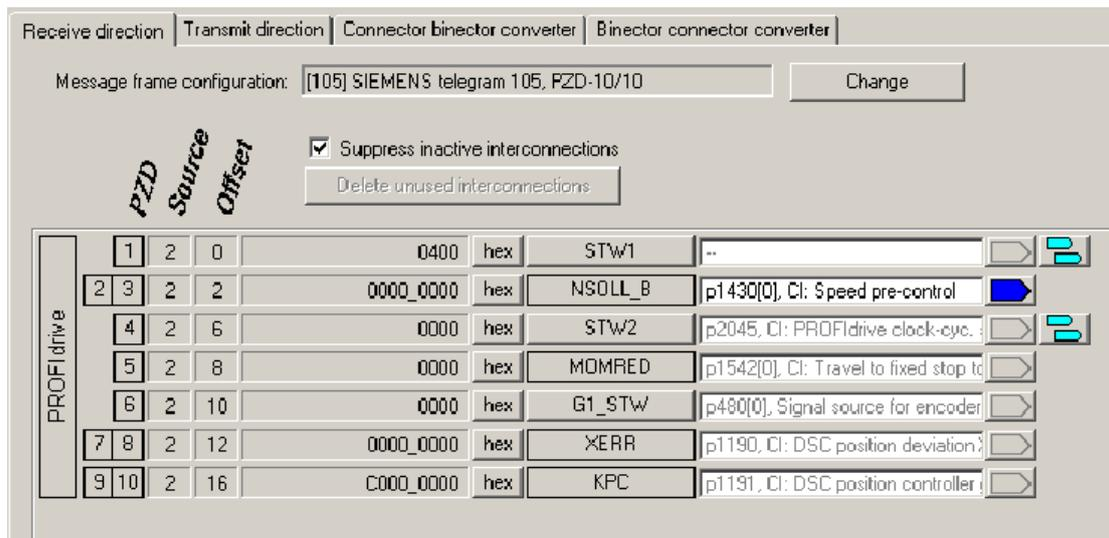 Receive direction Transmit direction Connector binector converter Binector connector converter
Message frame configuration: [105] SIEMENS telegram 105, PZD-10/10 Change
PZD Source Offset
Suppress inactive interconnections
Delete unused interconnections
PROFIdrive
1 2 0 0400 hex STW1 --
2 3 2 2 0000_0000 hex NSOLL_B p1430[0], CI: Speed pre-control
4 2 6 0000 hex STW2 p2045, CI: PROFIdrive clock-cyc.
5 2 8 0000 hex MOMRED p1542[0], CI: Travel to fixed stop
6 2 10 0000 hex G1_STW p480[0], Signal source for encoder
7 8 2 12 0000_0000 hex XERR p1190, CI: DSC position deviation
9 10 2 16 C000_0000 hex KPC p1191, CI: DSC position controller